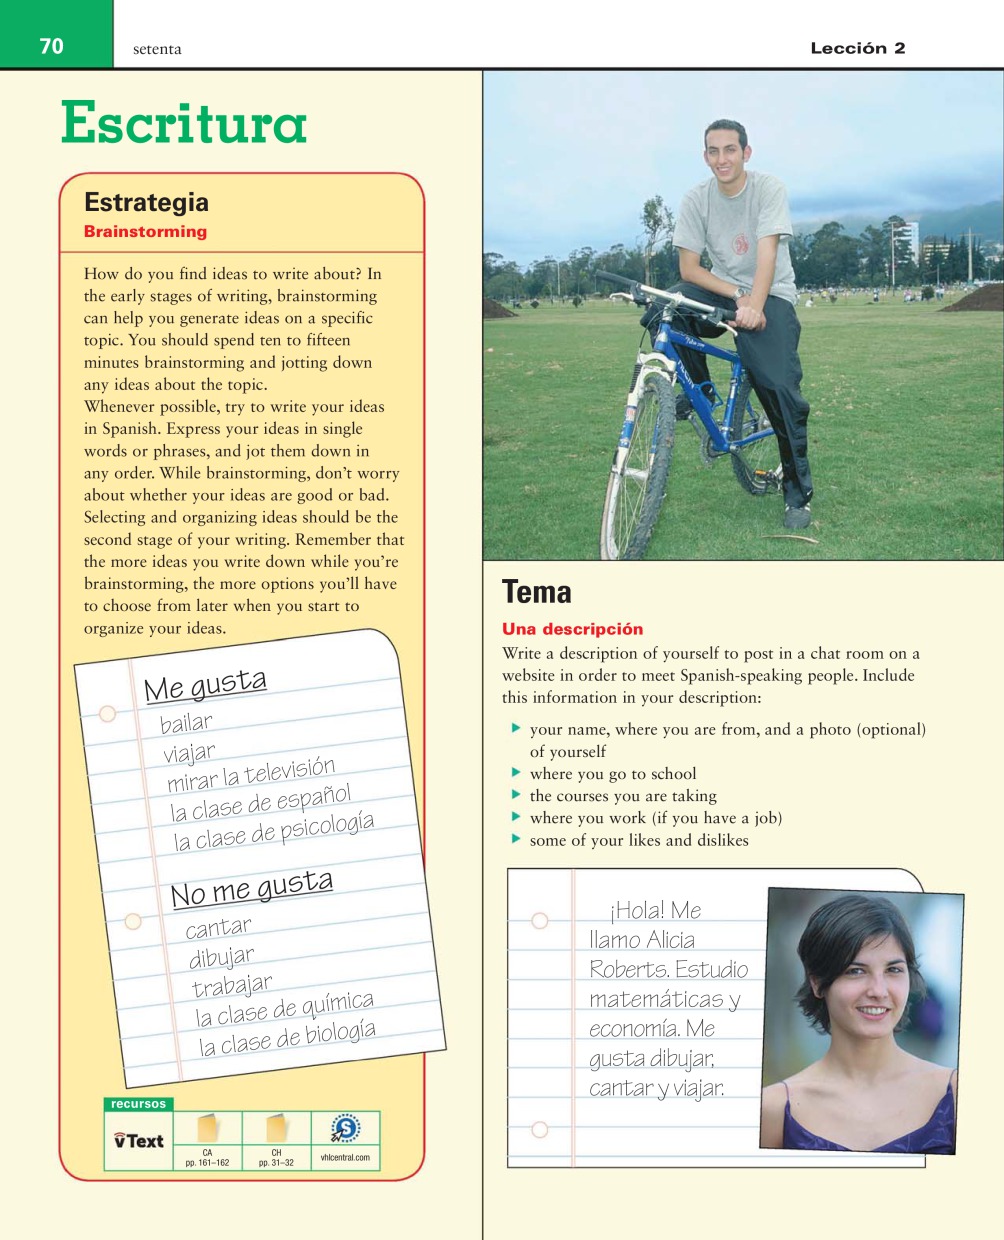 70
setenta
Lección 2
Escritura
Estrategia
Brainstorming
How do you find ideas to write about? In
the early stages of writing, brainstorming
can help you generate ideas on a specific
topic. You should spend ten to fifteen
minutes brainstorming and jotting down
any ideas about the topic.
Whenever possible, try to write your ideas
in Spanish. Express your ideas in single
words or phrases, and jot them down in
any order. While brainstorming, don't worry
about whether your ideas are good or bad.
Selecting and organizing ideas should be the
second stage of your writing. Remember that
the more ideas you write down while you're
brainstorming, the more options you'll have
to choose from later when you start to
organize your ideas.
Me gusta
bailar
viajar
mirar la televisión
la clase de español
la clase de psicología
No me gusta
cantar
dibujar
trabajar
la clase de química
la clase de biología
recursos
vText
CA
pp. 161–162
CH
pp. 31–32
S
vhlcentral.com
Tema
Una descripción
Write a description of yourself to post in a chat room on a
website in order to meet Spanish-speaking people. Include
this information in your description:
your name, where you are from, and a photo (optional)
of yourself
where you go to school
the courses you are taking
where you work (if you have a job)
some of your likes and dislikes
¡Hola! Me
llamo Alicia
Roberts. Estudio
matemáticas y
economía. Me
gusta dibujar,
cantar y viajar.